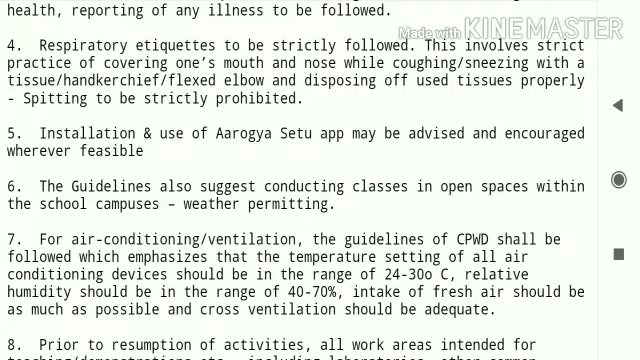 health, reporting of any illness to be followed.
Made with KINEMASTER
4. Respiratory etiquettes to be strictly followed. This involves strict
practice of covering one's mouth and nose while coughing/sneezing with a
tissue/handkerchief/flexed elbow and disposing off used tissues properly
- Spitting to be strictly prohibited.
5. Installation & use of Aarogya Setu app may be advised and encouraged
wherever feasible
6. The Guidelines also suggest conducting classes in open spaces within
the school campuses – weather permitting.
7. For air-conditioning/ventilation, the guidelines of CPWD shall be
followed which emphasizes that the temperature setting of all air
conditioning devices should be in the range of 24-30o C, relative
humidity should be in the range of 40-70%, intake of fresh air should be
as much as possible and cross ventilation should be adequate.
8. Prior to resumption of activities, all work areas intended for